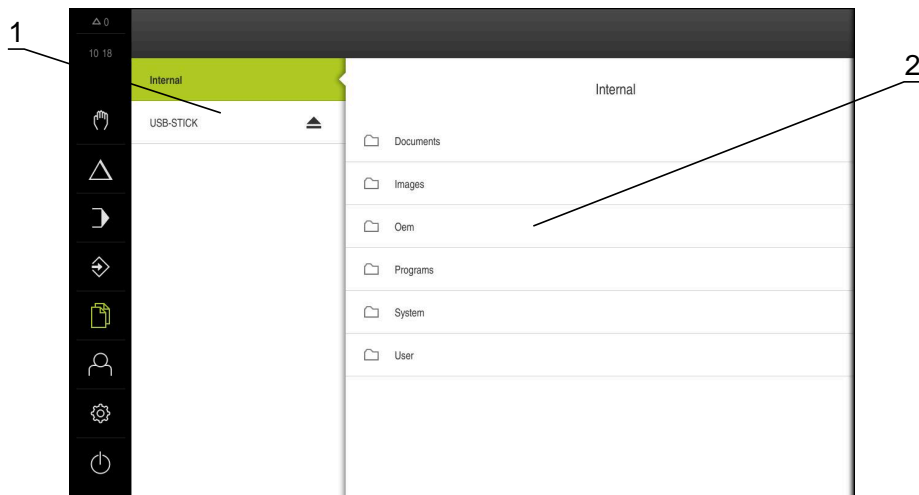 0
10 18
1
2
Internal
USB-STICK
Internal
Documents
Images
Oem
Programs
System
User